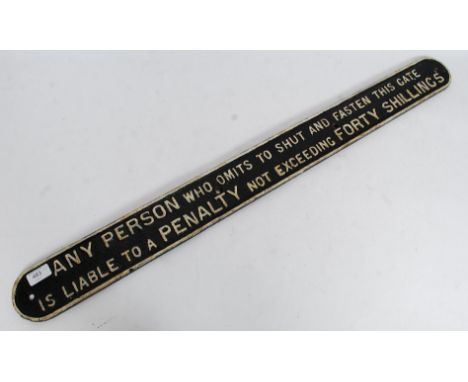 ANY PERSON WHO OMITS TO SHUT AND FASTEN THIS GATE
IS LIABLE TO A PENALTY NOT EXCEEDING FORTY SHILLINGS